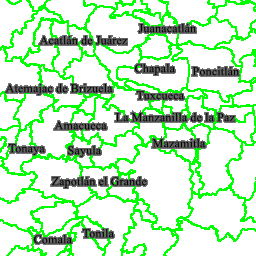 Juanacatlán
Acatlán de Juárez
Chapala
Poncitlán
Atemajac de Brizuela
Tuxcueca
La Manzanilla de la Paz
Amacueca
Mazamitla
Tonaya
Sayula
Zapotlán el Grande
Tonila
Comala